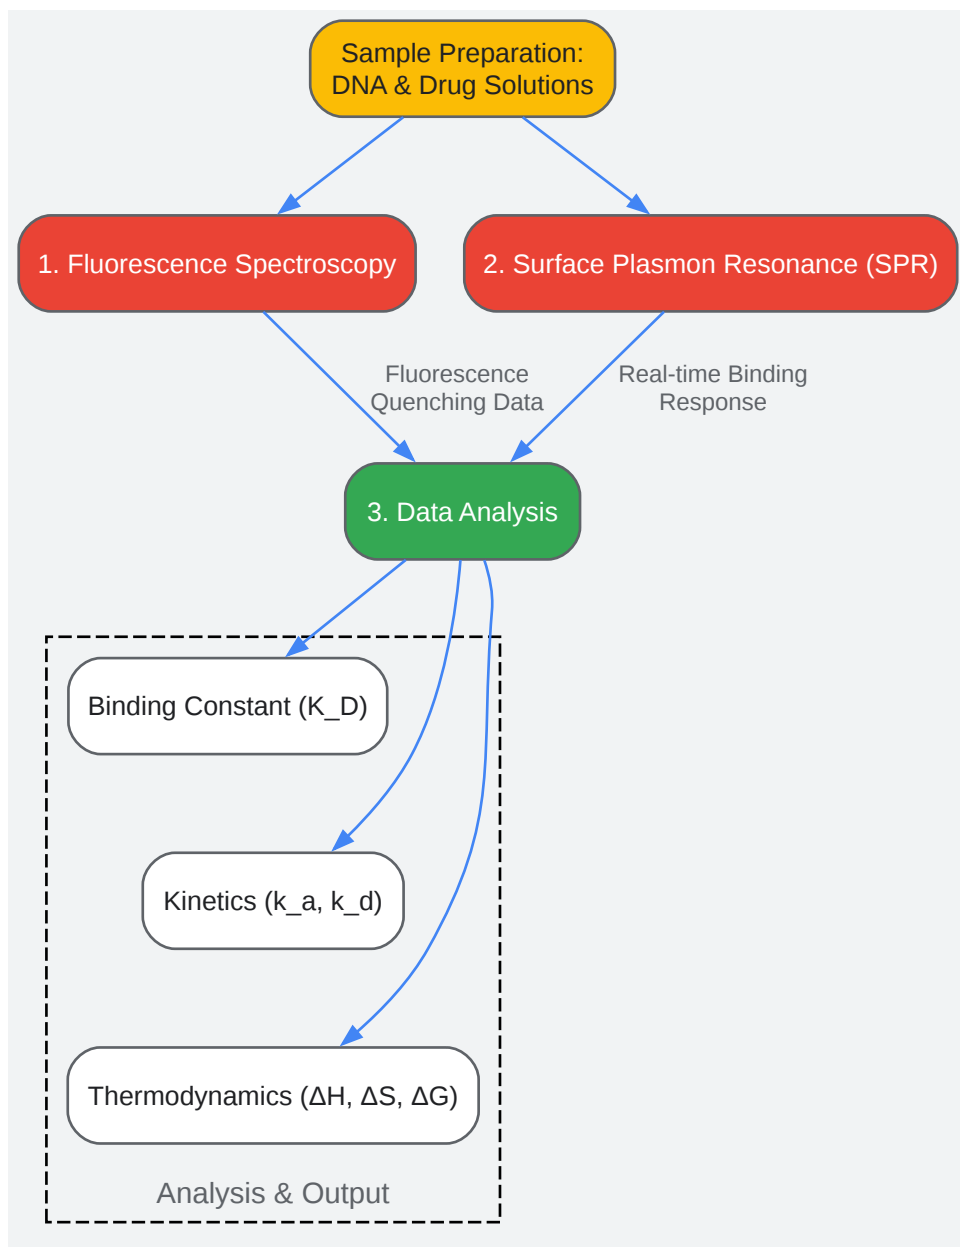 Sample Preparation:
DNA & Drug Solutions
1. Fluorescence Spectroscopy
2. Surface Plasmon Resonance (SPR)
Fluorescence
Quenching Data
Real-time Binding
Response
3. Data Analysis
Binding Constant (K_D)
Kinetics (k_a, k_d)
Thermodynamics (ΔH, ΔS, ΔG)
Analysis & Output